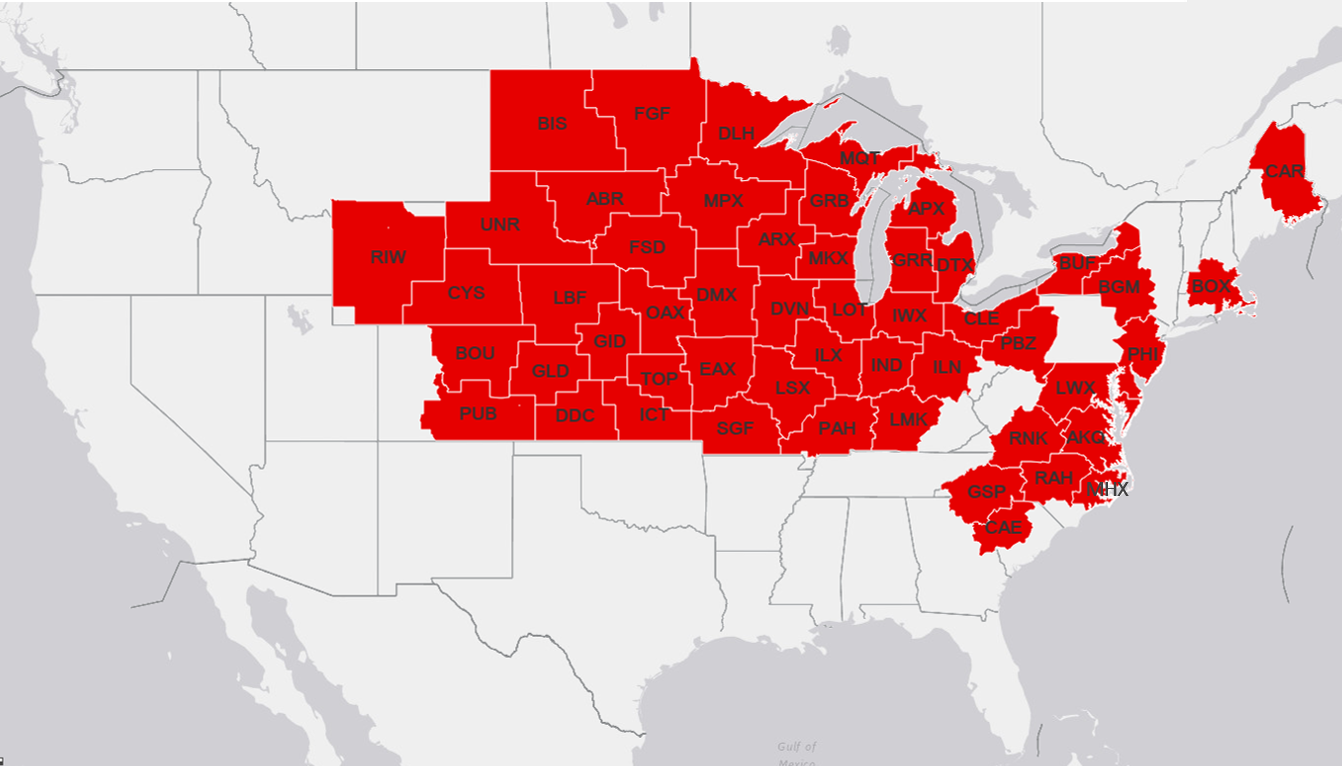 BIS
FGF
DLH
MQT
CAR
ABR
MPX
GRB
APX
UNR
ARX
FSD
RIW
MKX
GRR
DTX
BUF
BGM
BOX
CYS
LBF
DMX
OAX
DVN
LOT
IWX
CLE
GID
PBZ
BOU
ILX
PHI
GLD
TOP
EAX
IND
ILN
LSX
LWX
PUB
DDC
ICT
SGF
PAH
LMK
RNK
AKQ
GSP
RAH
MHX
CAE
Gulf of
Mexico